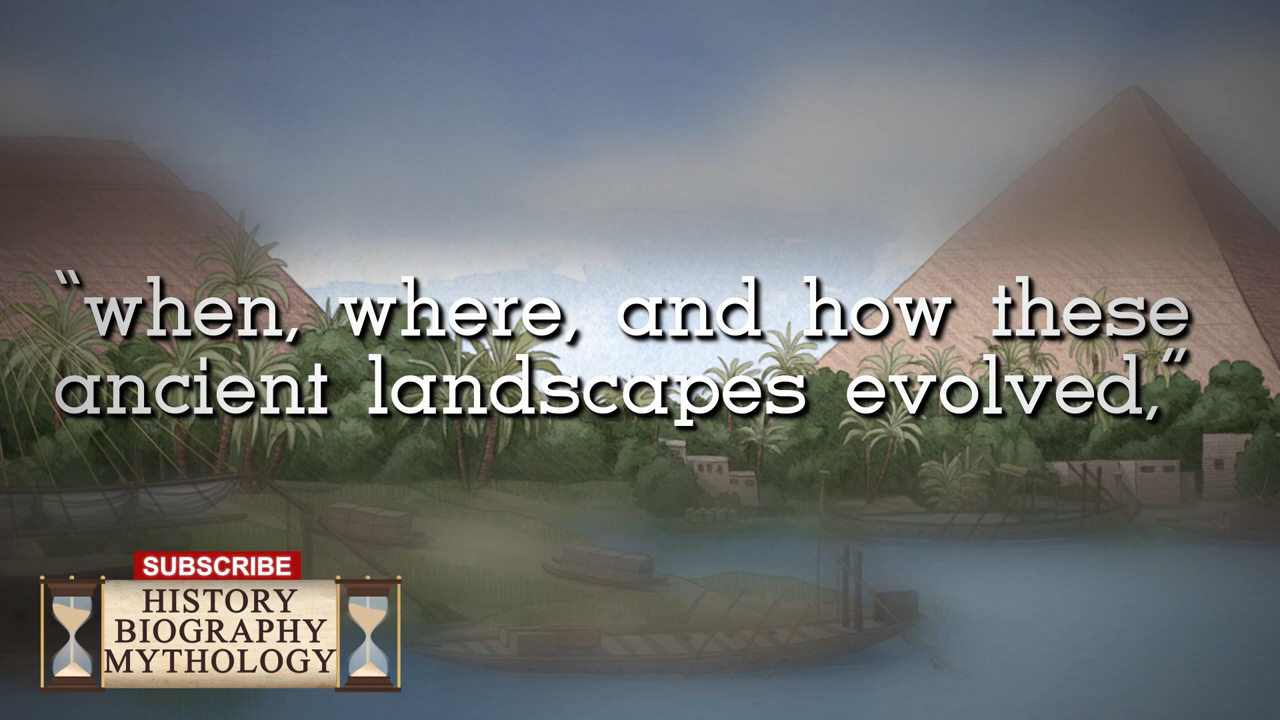 “when, where, and how these
ancient landscapes evolved,”
SUBSCRIBE
HISTORY
BIOGRAPHY
MYTHOLOGY